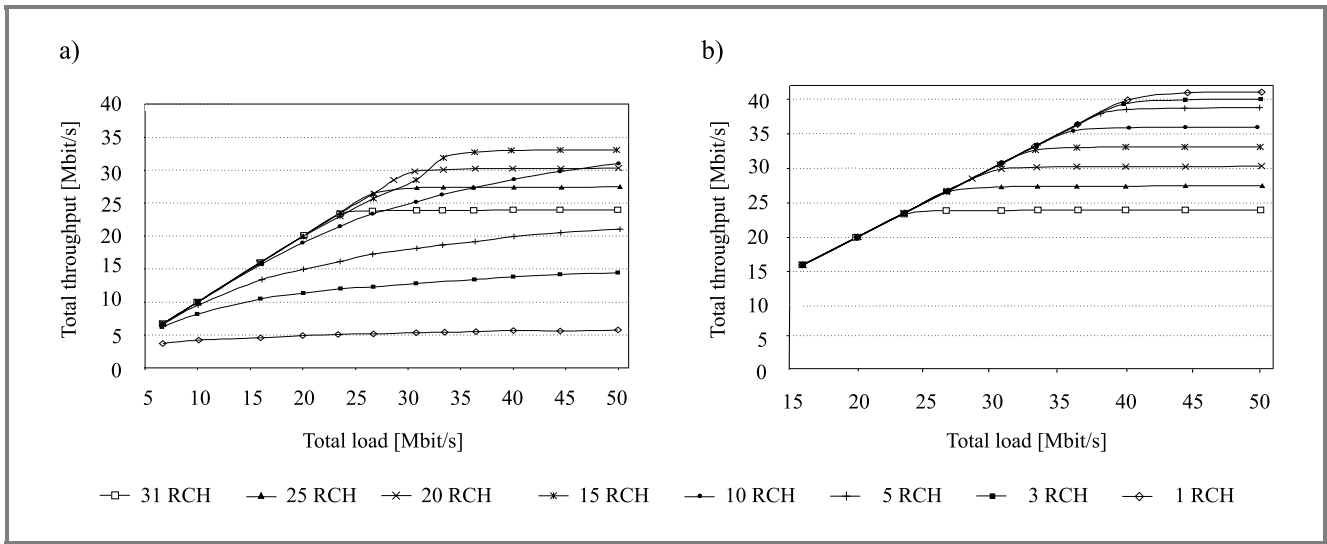 a)
b)
Total throughput [Mbit/s]
40
35
30
25
20
15
10
5
0
5 10 15 20 25 30 35 40 45 50
Total load [Mbit/s]
Total throughput [Mbit/s]
40
35
30
25
20
15
10
5
0
15 20 25 30 35 40 45 50
Total load [Mbit/s]
31 RCH 25 RCH 20 RCH 15 RCH 10 RCH 5 RCH 3 RCH 1 RCH